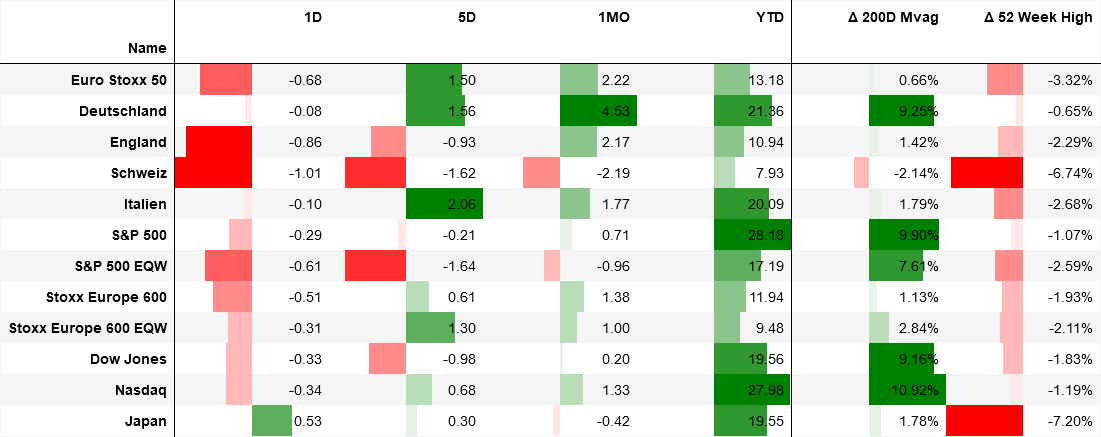 1D 5D 1MO YTD Δ 200D Mvag Δ 52 Week High
Name
Euro Stoxx 50 -0.68 1.50 2.22 13.18 0.66% -3.32%
Deutschland -0.08 1.56 4.53 21.36 9.25% -0.65%
England -0.86 -0.93 2.17 10.94 1.42% -2.29%
Schweiz -1.01 -1.62 -2.19 7.93 -2.14% -6.74%
Italien -0.10 2.06 1.77 20.09 1.79% -2.68%
S&P 500 -0.29 -0.21 0.71 28.18 9.90% -1.07%
S&P 500 EQW -0.61 -1.64 -0.96 17.19 7.61% -2.59%
Stoxx Europe 600 -0.51 0.61 1.38 11.94 1.13% -1.93%
Stoxx Europe 600 EQW -0.31 1.30 1.00 9.48 2.84% -2.11%
Dow Jones -0.33 -0.98 0.20 19.56 9.16% -1.83%
Nasdaq -0.34 0.68 1.33 27.98 10.92% -1.19%
Japan 0.53 0.30 -0.42 19.55 1.78% -7.20%